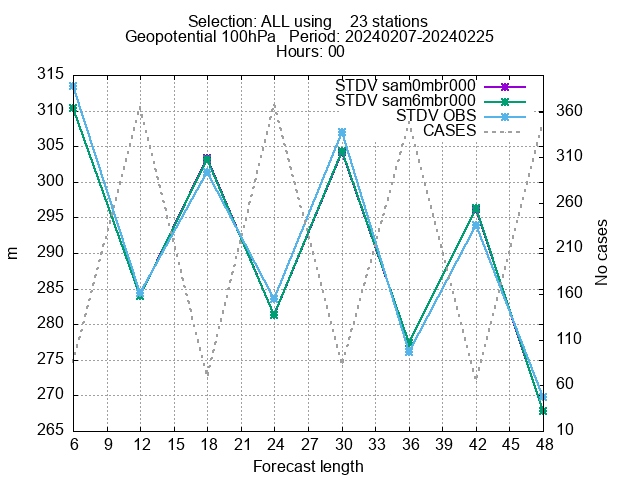 Selection: ALL using 23 stations
Geopotential 100hPa Period: 20240207-20240225
Hours: 00
STDV sam0mbr000
STDV sam6mbr000
STDV OBS
CASES
315
310
305
300
295
290
285
280
275
270
265
m
360
310
260
210
160
110
60
10
No cases
6 9 12 15 18 21 24 27 30 33 36 39 42 45 48
Forecast length